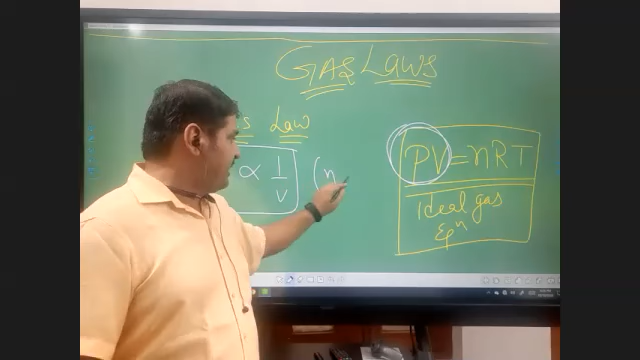 GAS LAWS
s Law
∝ 1/V
(n
PV = nRT
Ideal gas
Eqⁿ